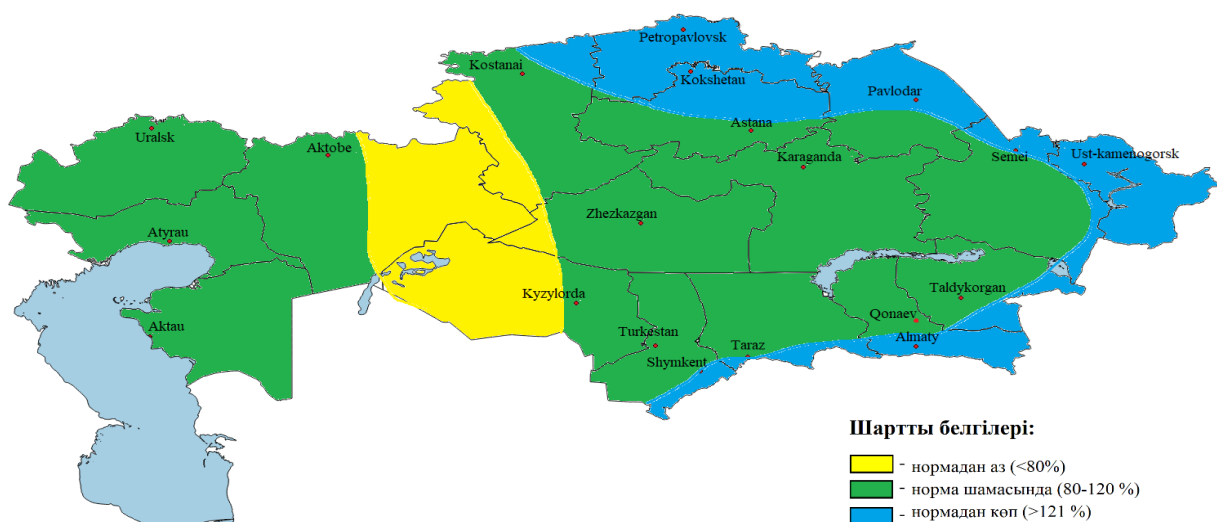 Petropavlovsk
Kostanai
Kokshetau
Pavlodar
Astana
Uralsk
Aktobe
Semei
Ust-kamenogorsk
Karaganda
Zhezkazgan
Atyrau
Taldykorgan
Kyzylorda
Qonaev
Aktau
Turkestan
Almaty
Taraz
Shymkent
Шартты белгілері:
- нормадан аз (<80%)
- норма шамасында (80-120 %)
- нормадан көп (>121 %)